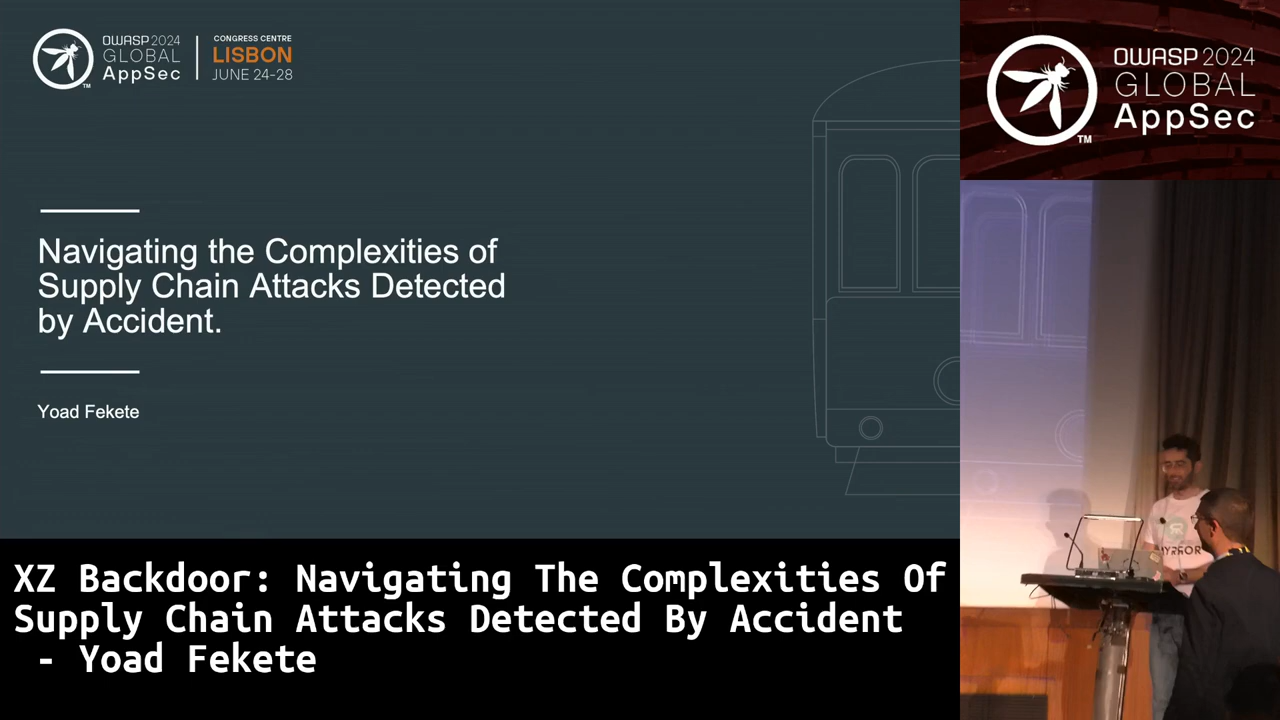 OWASP 2024
GLOBAL
AppSec
TM
CONGRESS CENTRE
LISBON
JUNE 24-28
Navigating the Complexities of
Supply Chain Attacks Detected
by Accident.
Yoad Fekete
OWASP 2024
GLOBAL
AppSec
TM
XZ Backdoor: Navigating The Complexities Of
Supply Chain Attacks Detected By Accident
- Yoad Fekete